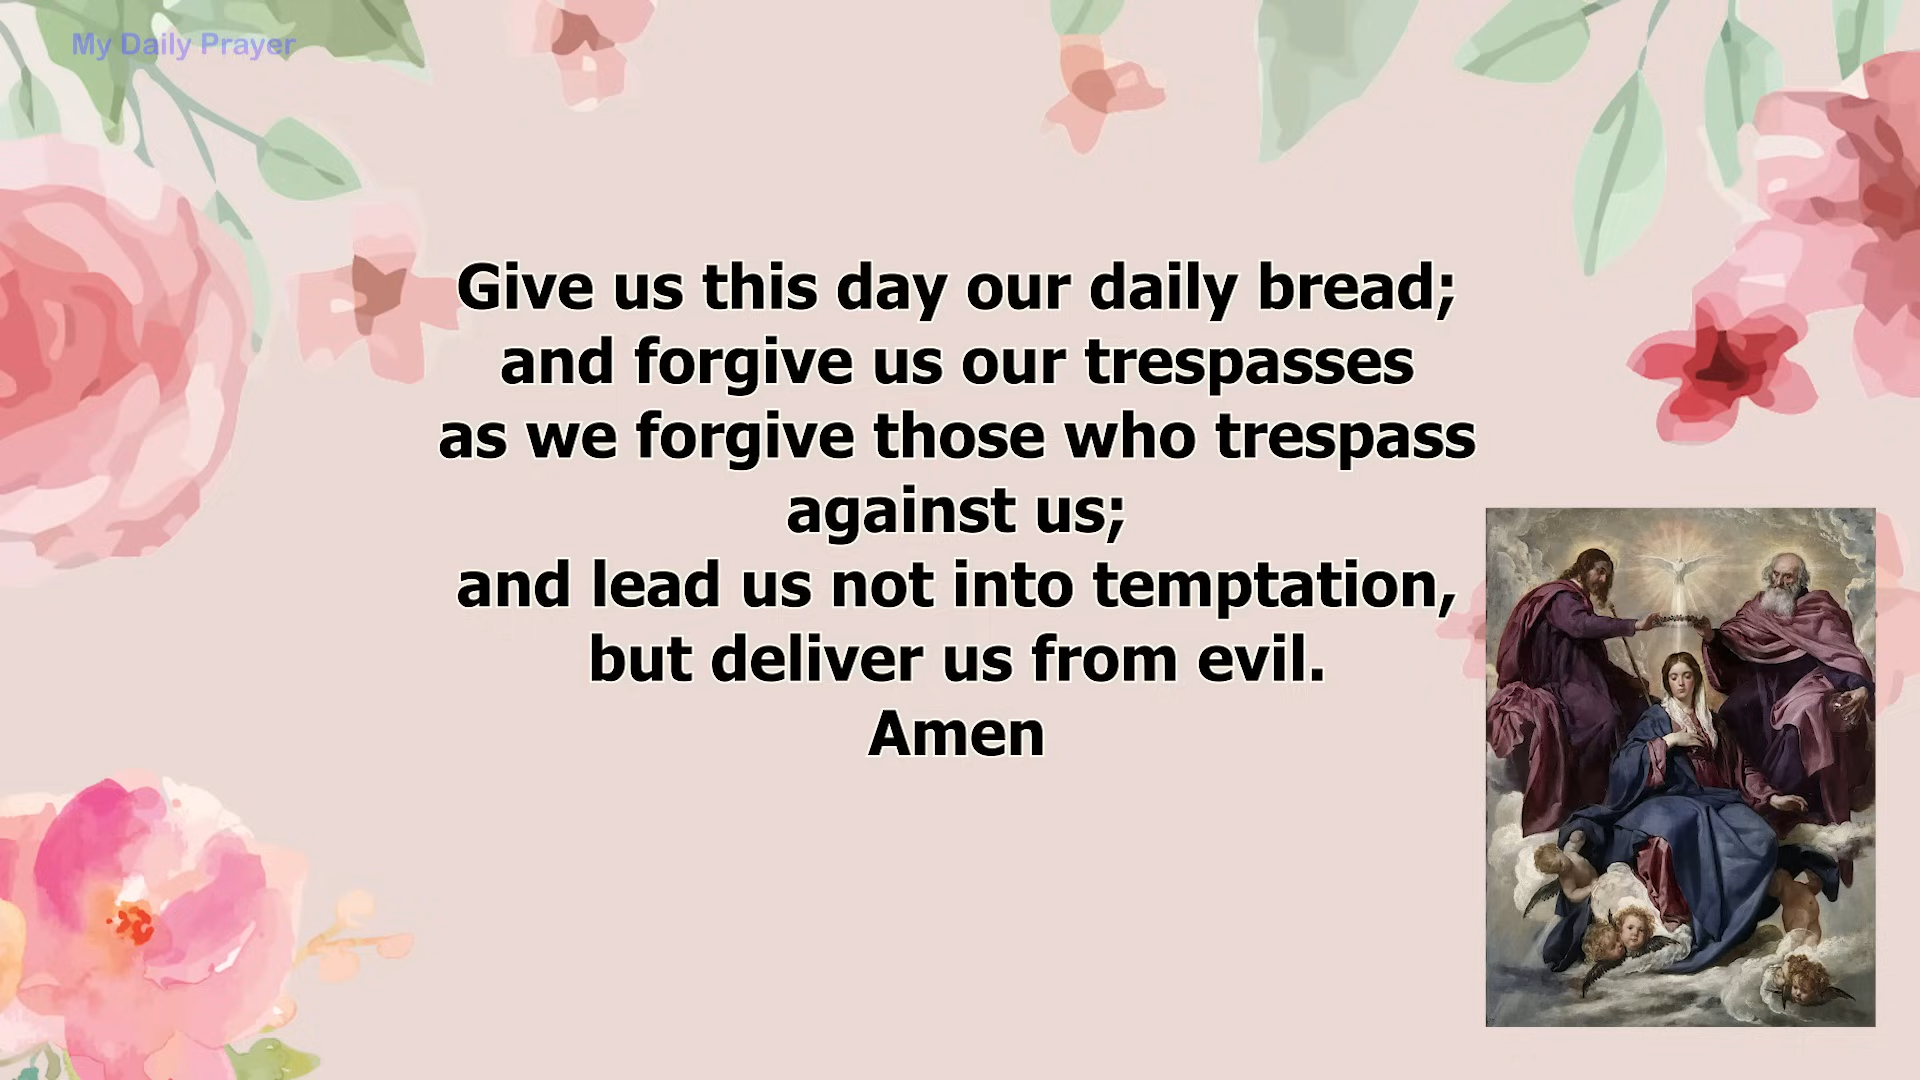 My Daily Prayer
Give us this day our daily bread;
and forgive us our trespasses
as we forgive those who trespass
against us;
and lead us not into temptation,
but deliver us from evil.
Amen